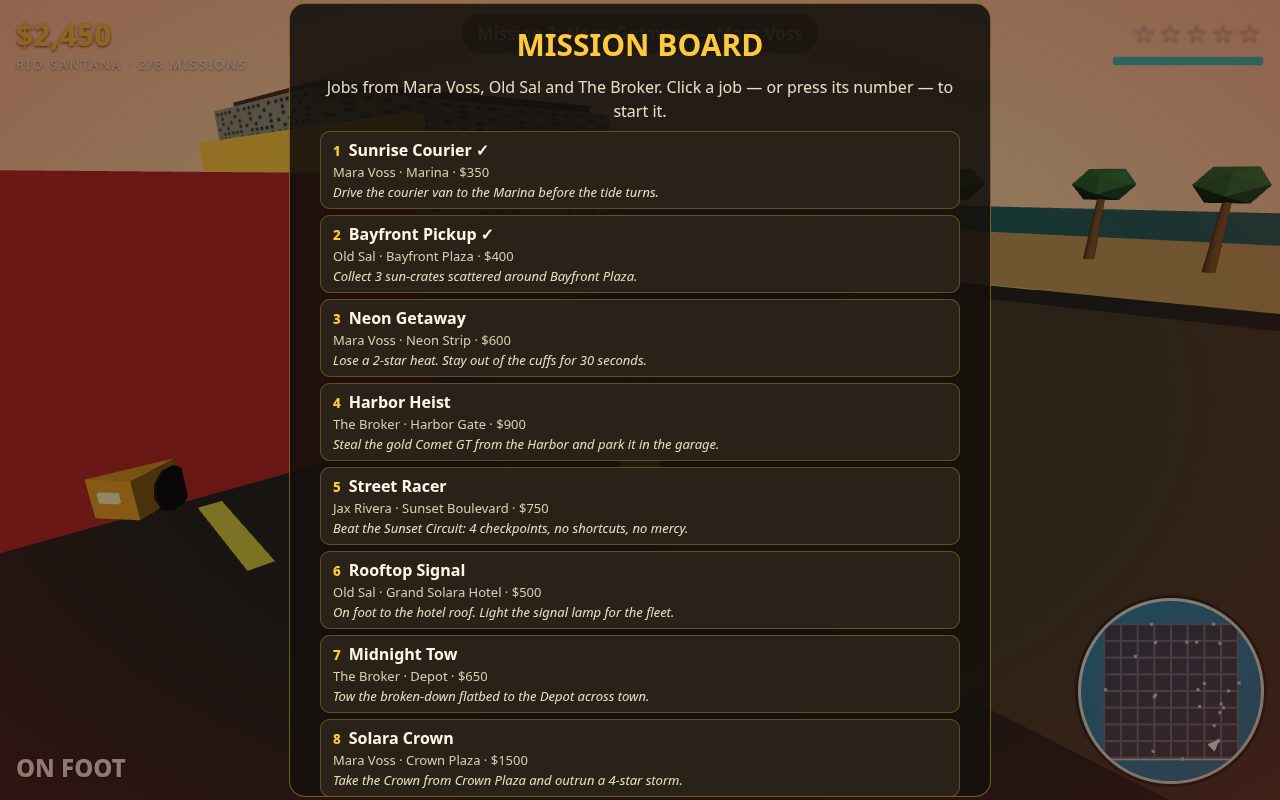 $2,450
RIO SANTANA · 2/8 MISSIONS
MISSION BOARD
Jobs from Mara Voss, Old Sal and The Broker. Click a job — or press its number — to
start it.
1 Sunrise Courier ✓
Mara Voss · Marina · $350
Drive the courier van to the Marina before the tide turns.
2 Bayfront Pickup ✓
Old Sal · Bayfront Plaza · $400
Collect 3 sun-crates scattered around Bayfront Plaza.
3 Neon Getaway
Mara Voss · Neon Strip · $600
Lose a 2-star heat. Stay out of the cuffs for 30 seconds.
4 Harbor Heist
The Broker · Harbor Gate · $900
Steal the gold Comet GT from the Harbor and park it in the garage.
5 Street Racer
Jax Rivera · Sunset Boulevard · $750
Beat the Sunset Circuit: 4 checkpoints, no shortcuts, no mercy.
6 Rooftop Signal
Old Sal · Grand Solara Hotel · $500
On foot to the hotel roof. Light the signal lamp for the fleet.
7 Midnight Tow
The Broker · Depot · $650
Tow the broken-down flatbed to the Depot across town.
8 Solara Crown
Mara Voss · Crown Plaza · $1500
Take the Crown from Crown Plaza and outrun a 4-star storm.
ON FOOT